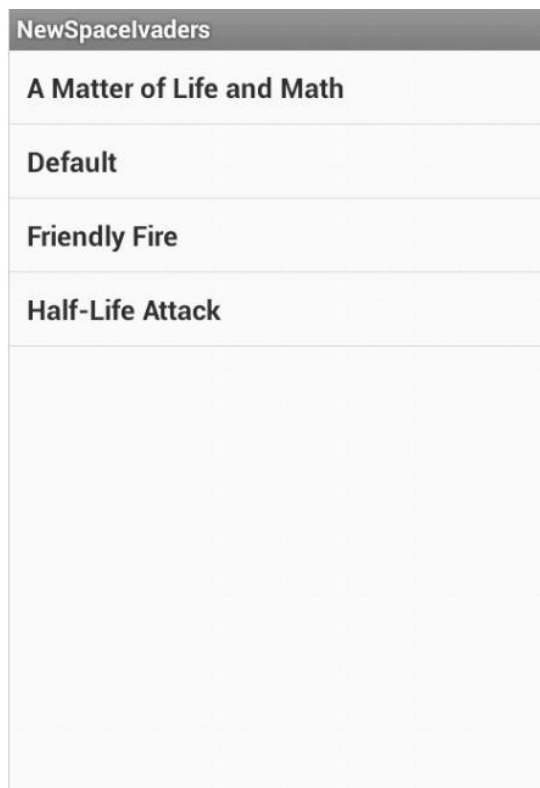 NewSpaceIvaders
A Matter of Life and Math
Default
Friendly Fire
Half-Life Attack